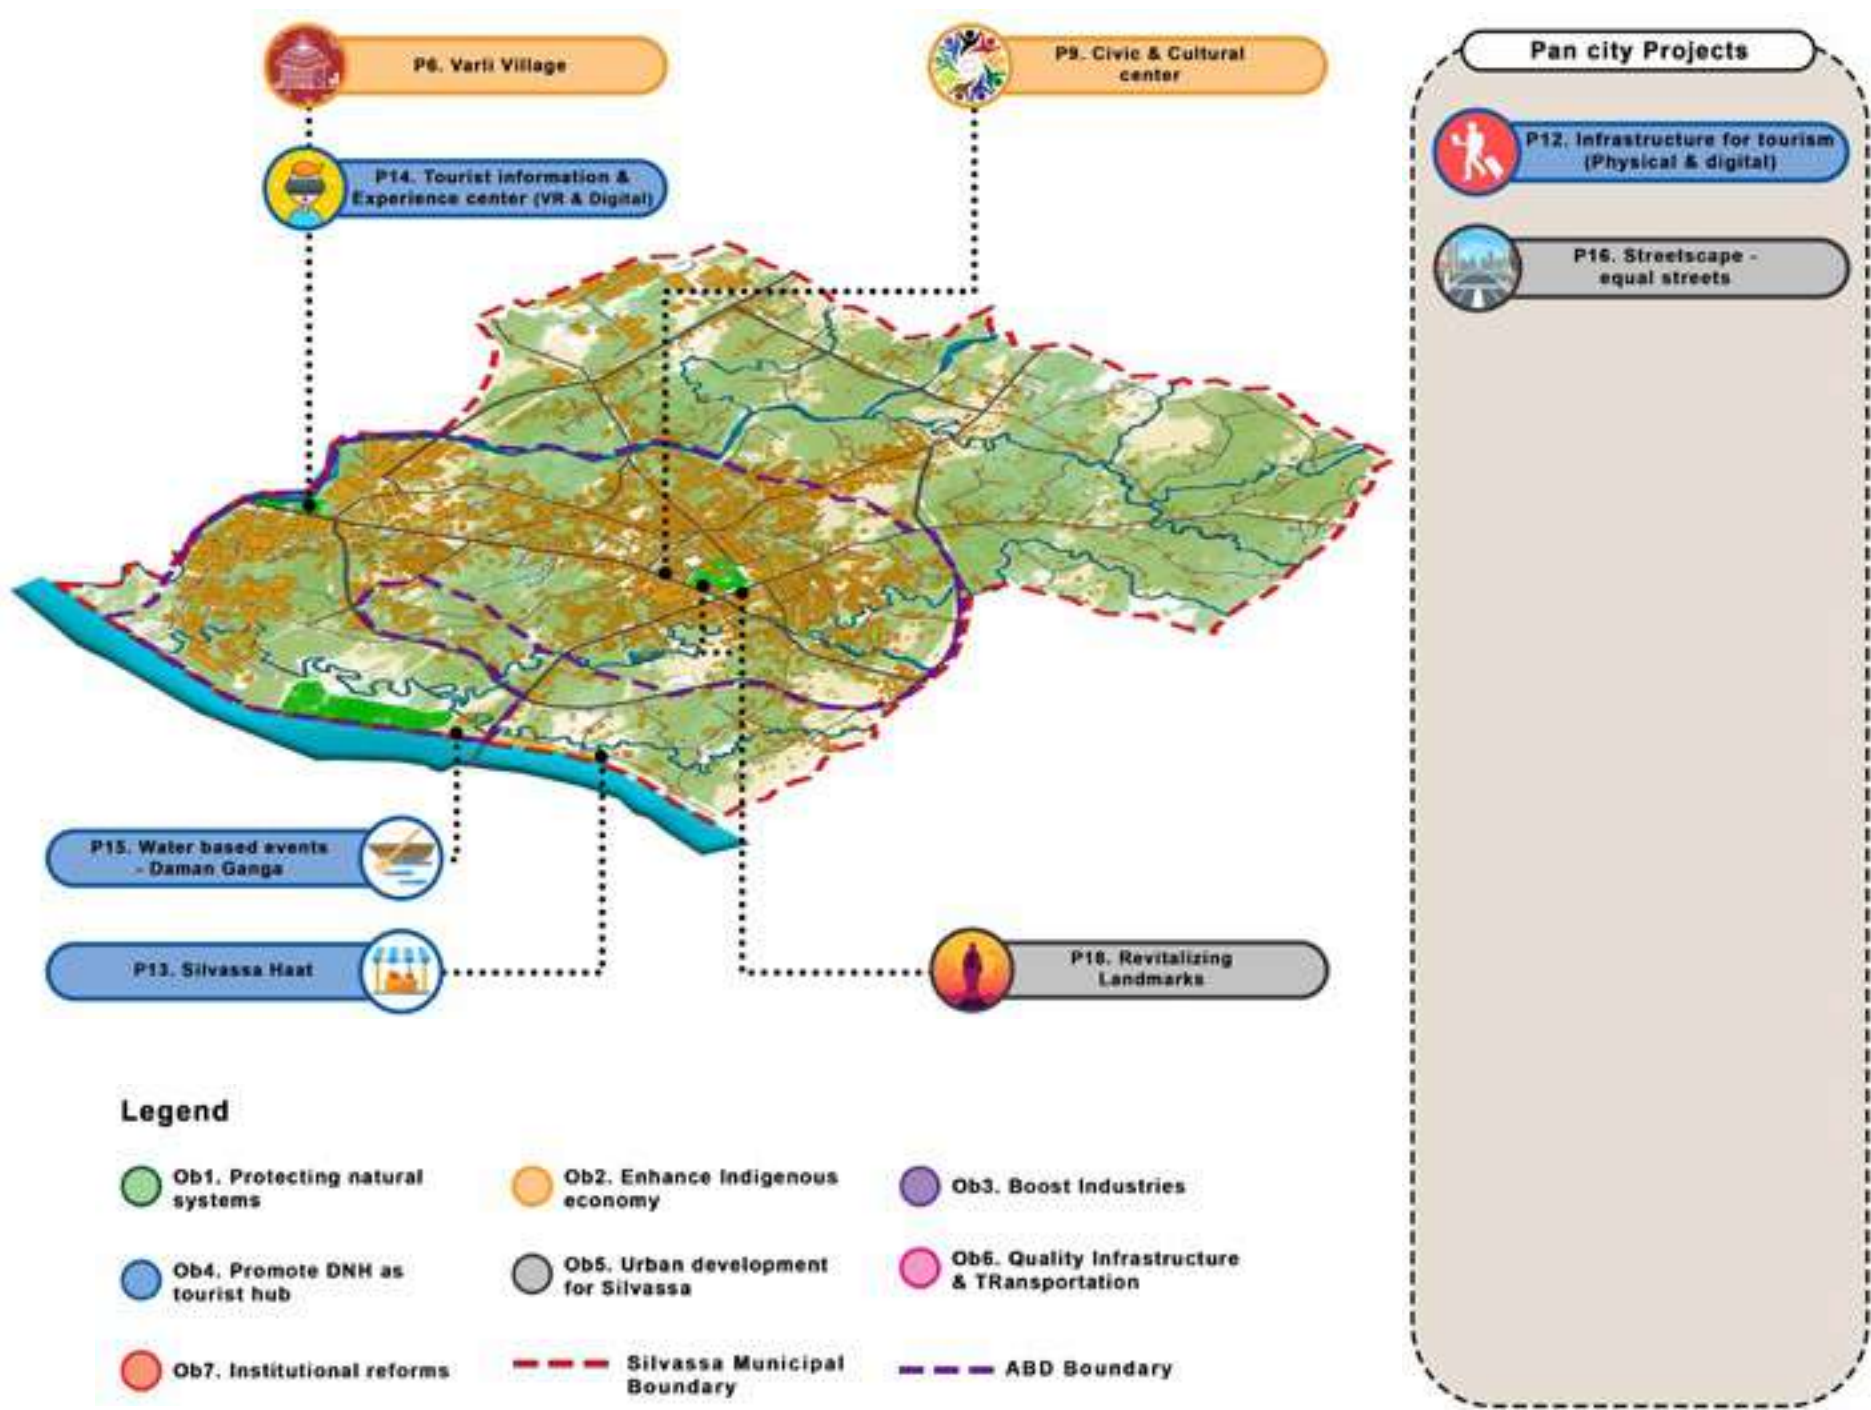 P6. Varli Village
P9. Civic & Cultural
center
Pan city Projects
P12. Infrastructure for tourism
(Physical & digital)
P14. Tourist information &
Experience center (VR & Digital)
P16. Streetscape -
equal streets
P15. Water based events
- Daman Ganga
P13. Silvassa Haat
P18. Revitalizing
Landmarks
Legend
Ob1. Protecting natural
systems
Ob2. Enhance Indigenous
economy
Ob3. Boost Industries
Ob4. Promote DNH as
tourist hub
Ob5. Urban development
for Silvassa
Ob6. Quality Infrastructure
& TRansportation
Ob7. Institutional reforms
Silvassa Municipal
Boundary
ABD Boundary